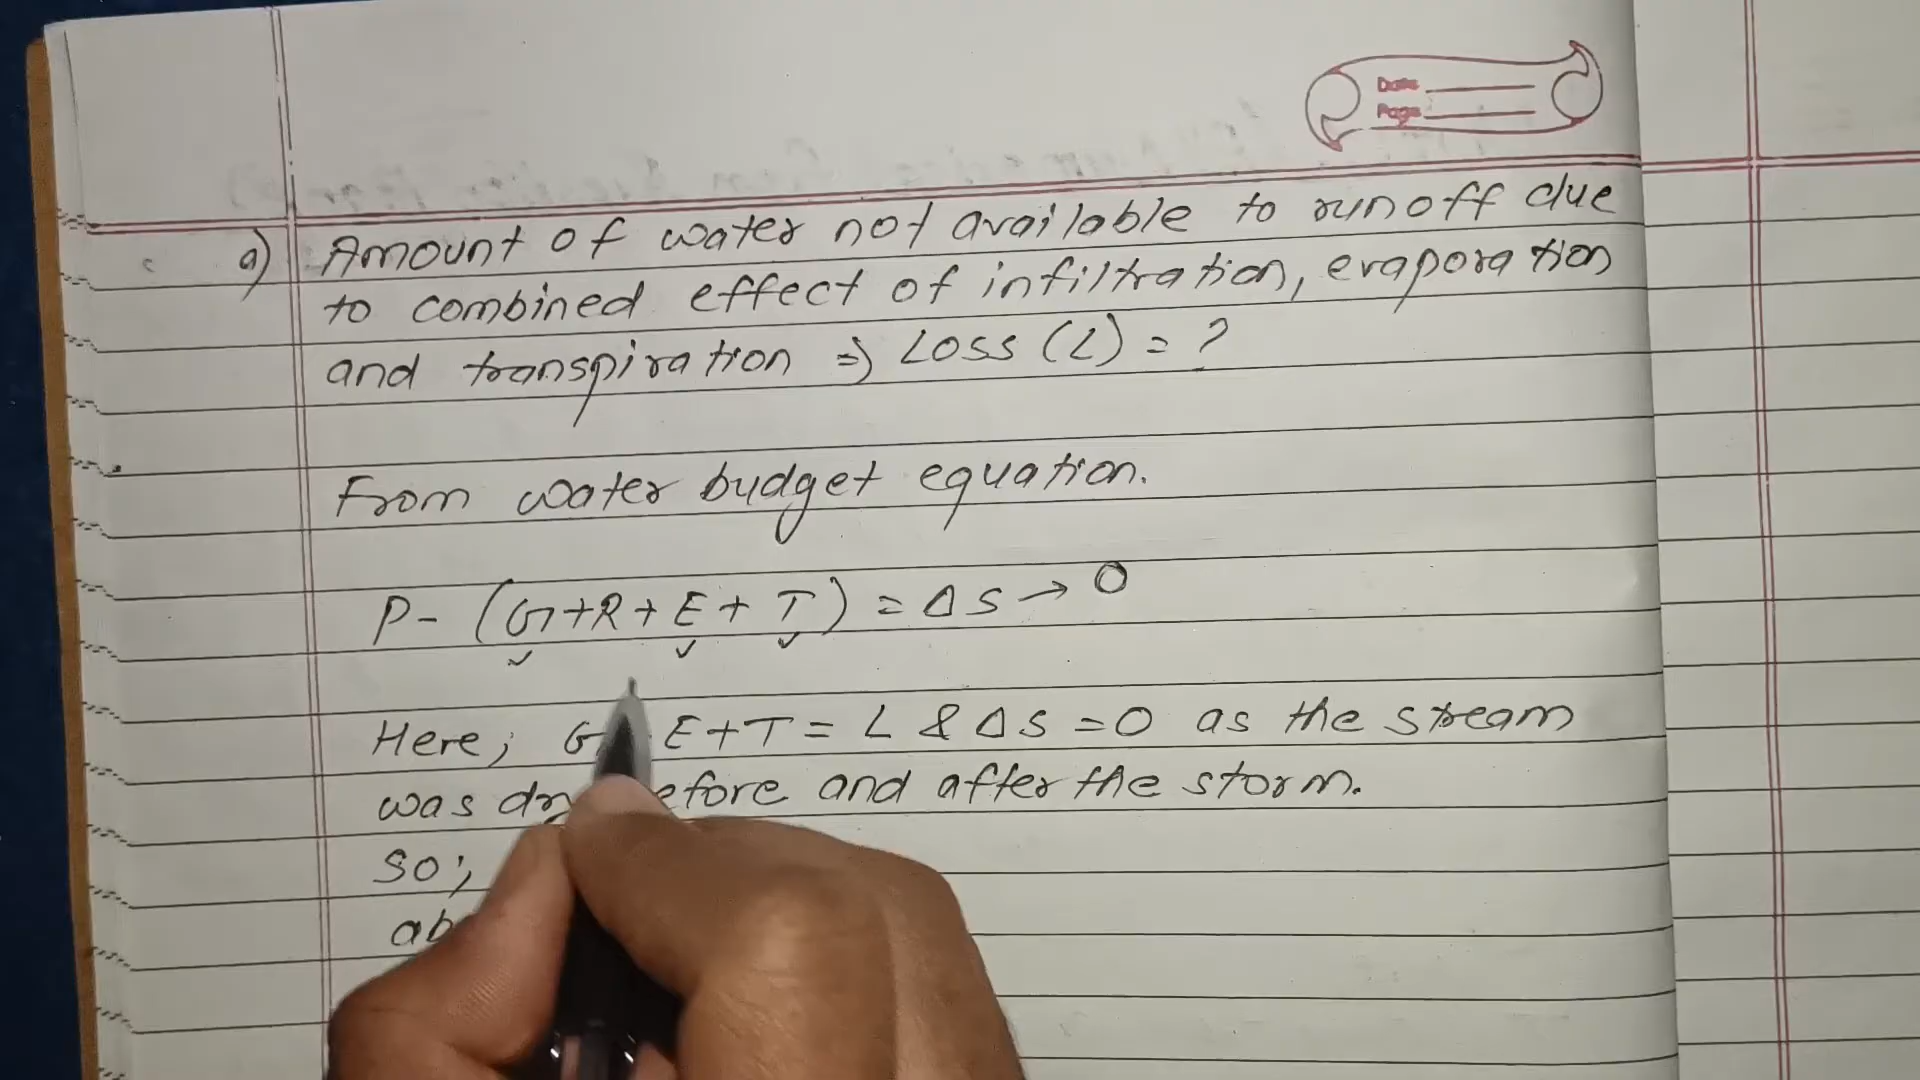 Date
Page
a) Amount of water not available to runoff due
to combined effect of infiltration, evaporation
and transpiration ⇒ Loss (L) = ?
From water budget equation.
P - (G+R+E+T) = ΔS → 0
Here; G E+T = L & ΔS = 0 as the stream
was and after the storm.
so;